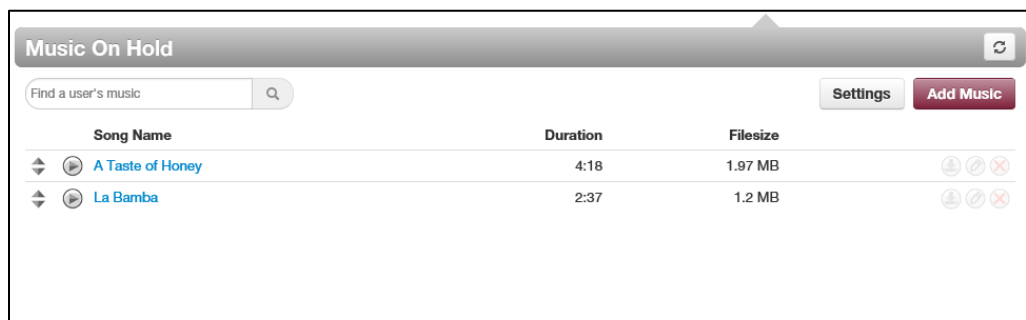 Music On Hold
Find a user's music
Settings
Add Music
Song Name Duration Filesize
A Taste of Honey 4:18 1.97 MB
La Bamba 2:37 1.2 MB